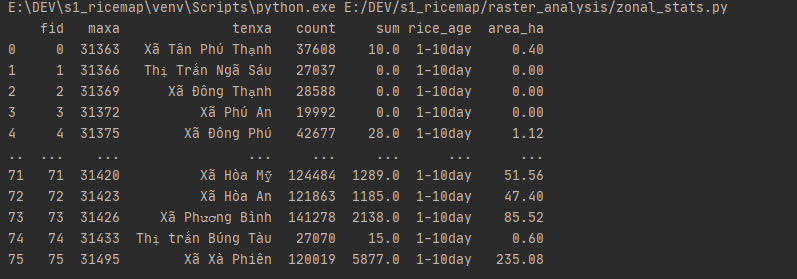 E:\DEV\s1_ricemap\venv\Scripts\python.exe E:/DEV/s1_ricemap/raster_analysis/zonal_stats.py
fid maxa tenxa count sum rice_age area_ha
0 0 31363 Xã Tân Phú Thạnh 37608 10.0 1-10day 0.40
1 1 31366 Thị Trấn Ngã Sáu 27037 0.0 1-10day 0.00
2 2 31369 Xã Đông Thạnh 28588 0.0 1-10day 0.00
3 3 31372 Xã Phú An 19992 0.0 1-10day 0.00
4 4 31375 Xã Đông Phú 42677 28.0 1-10day 1.12
.. ... ... ... ... ... ... ...
71 71 31420 Xã Hòa Mỹ 124484 1289.0 1-10day 51.56
72 72 31423 Xã Hòa An 121863 1185.0 1-10day 47.40
73 73 31426 Xã Phương Bình 141278 2138.0 1-10day 85.52
74 74 31433 Thị trấn Búng Tàu 27070 15.0 1-10day 0.60
75 75 31495 Xã Xà Phiên 120019 5877.0 1-10day 235.08